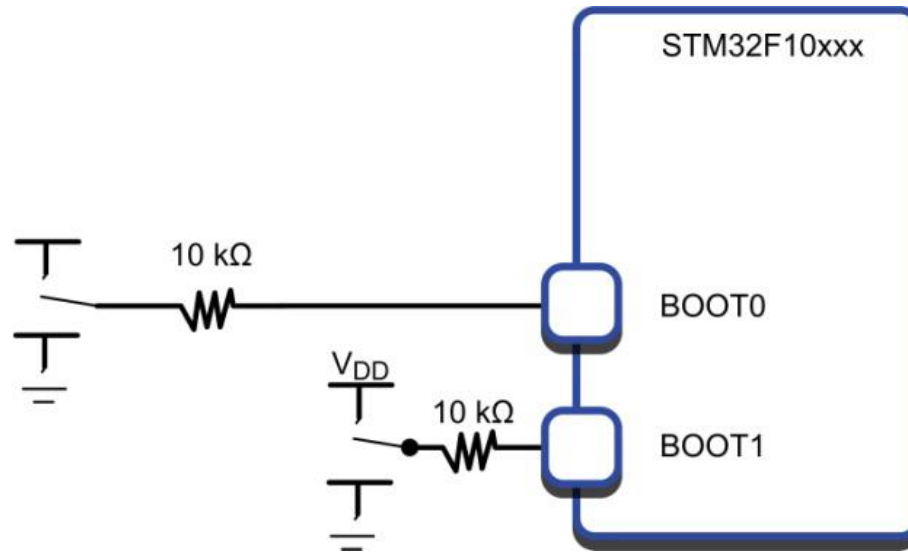 STM32F10xxx
10 kΩ
BOOT0
VDD
10 kΩ
BOOT1